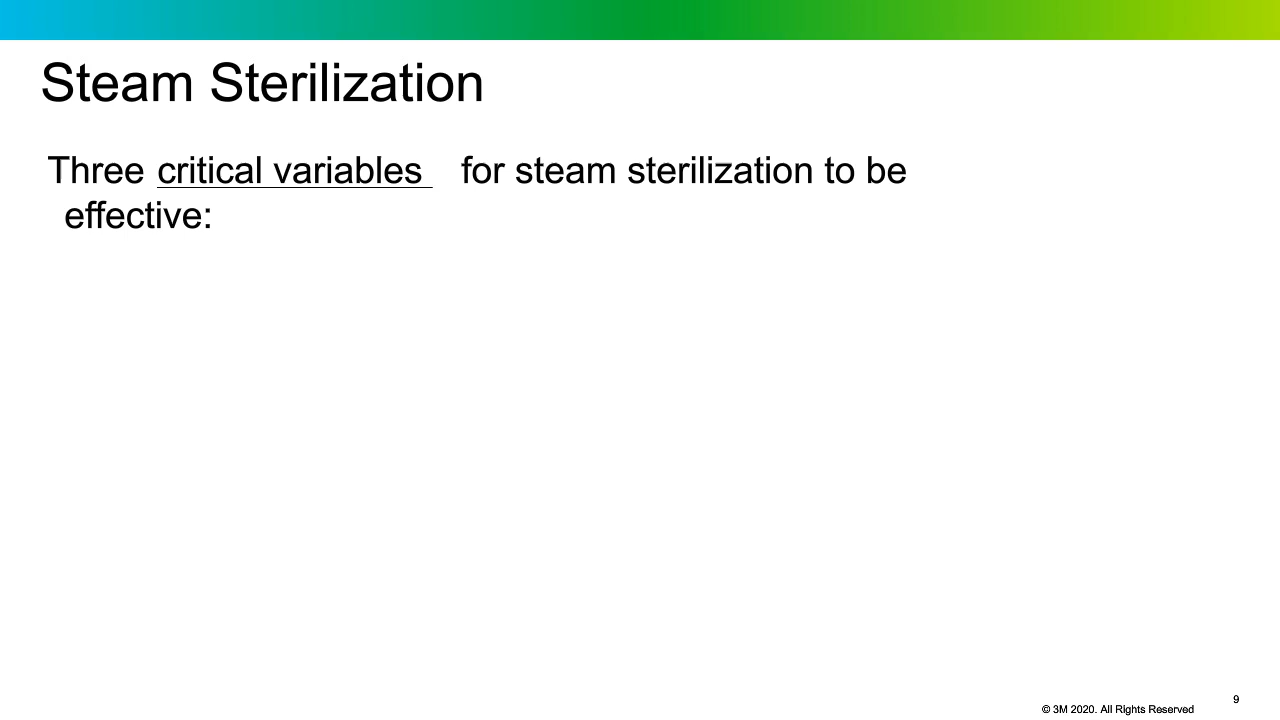 Steam Sterilization
Three critical variables for steam sterilization to be
effective:
9
© 3M 2020. All Rights Reserved